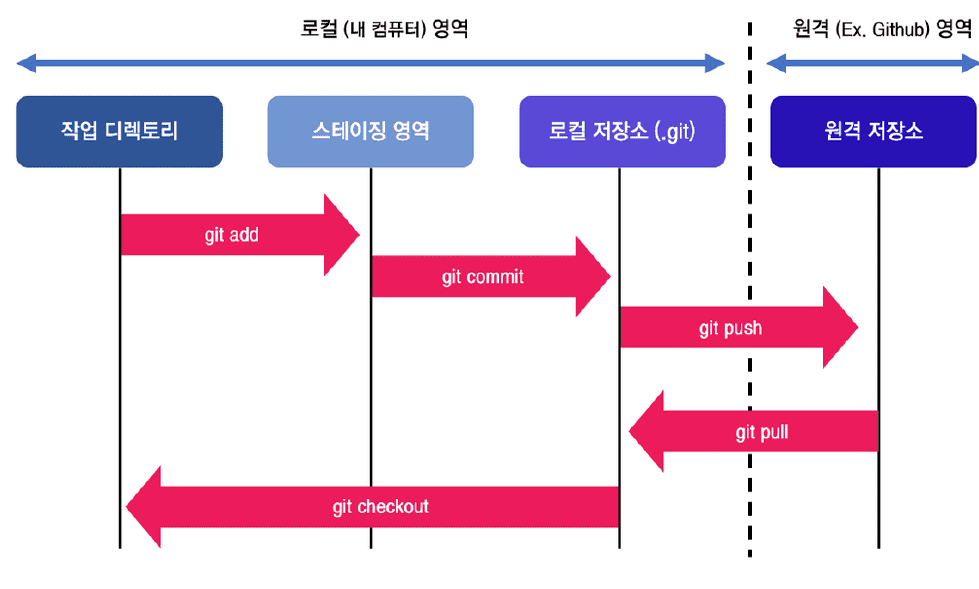 로컬 (내 컴퓨터) 영역
원격 (Ex. Github) 영역
작업 디렉토리
스테이징 영역
로컬 저장소 (.git)
원격 저장소
git add
git commit
git push
git pull
git checkout